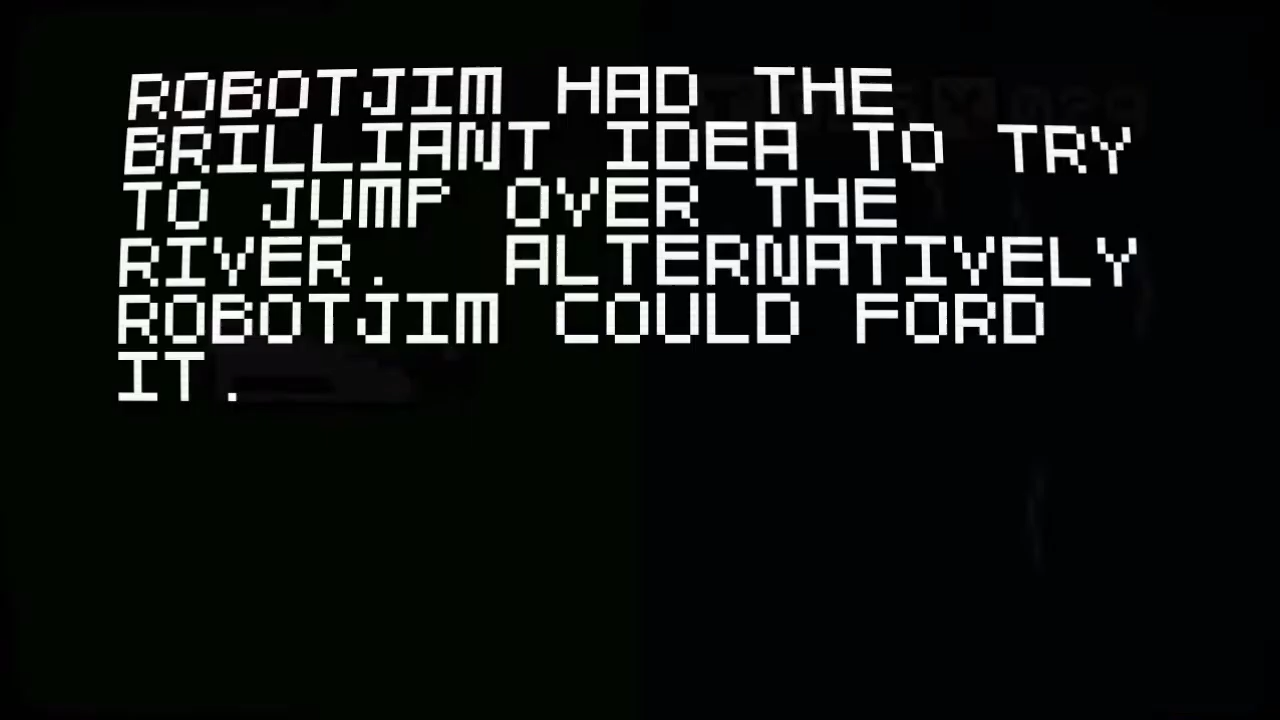 ROBOTJIM HAD THE
BRILLIANT IDEA TO TRY
TO JUMP OVER THE
RIVER.  ALTERNATIVELY
ROBOTJIM COULD FORD
IT.